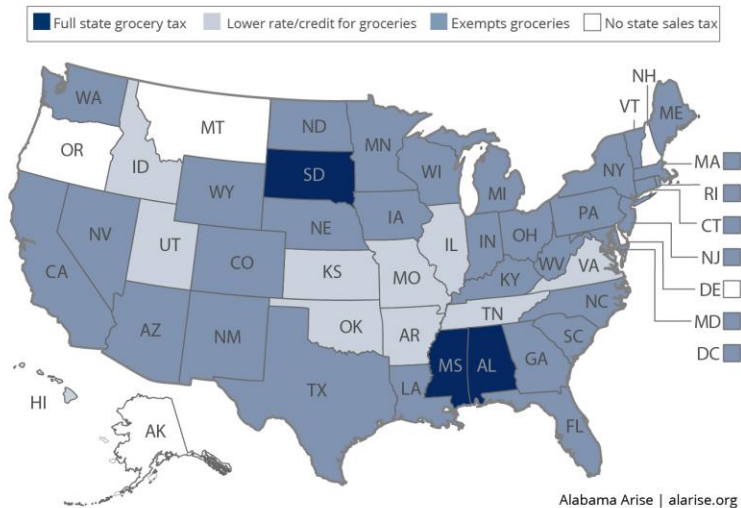 Full state grocery tax
Lower rate/credit for groceries
Exempts groceries
No state sales tax
NH
WA
VT
ME
MT
ND
MN
OR
MA
ID
WI
NY
SD
MI
RI
WY
CT
IA
PA
NE
NJ
NV
OH
IL
IN
UT
DE
CA
CO
WV
VA
KS
MO
KY
MD
NC
TN
OK
DC
AZ
NM
AR
SC
MS
AL
GA
TX
LA
HI
FL
AK
Alabama Arise | alarise.org